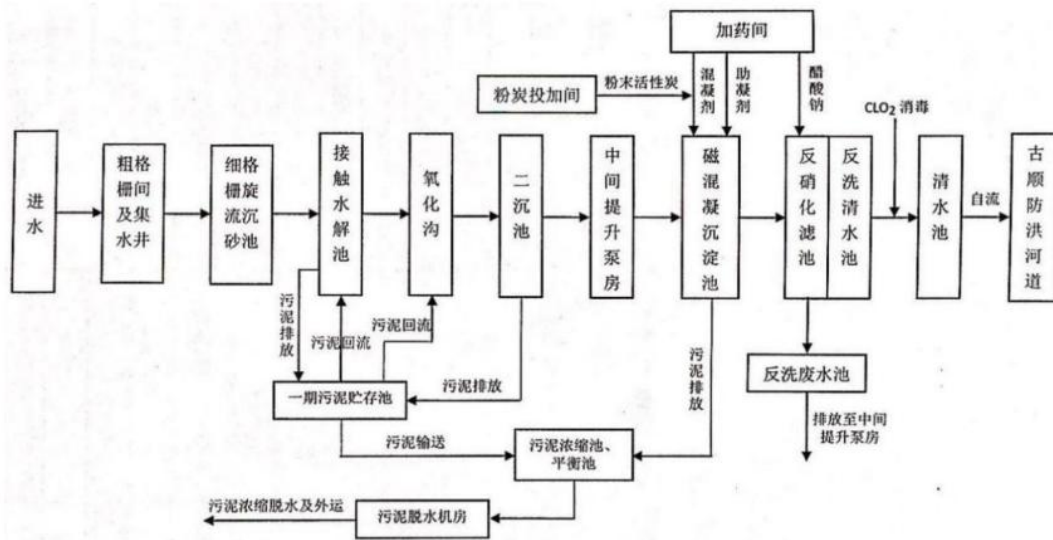 加药间
粉炭投加间
粉末活性炭
混凝剂
助凝剂
醋酸钠
CLO₂ 消毒
进水
粗格栅间及集水井
细格栅旋流沉砂池
接触水解池
氧化沟
二沉池
中间提升泵房
磁混凝沉淀池
反硝化滤池
反洗清水池
清水池
自流
古顺防洪河道
污泥排放
污泥回流
污泥回流
污泥排放
污泥排放
一期污泥贮存池
反洗废水池
污泥输送
污泥浓缩池、
平衡池
排放至中间
提升泵房
污泥浓缩脱水及外运
污泥脱水机房